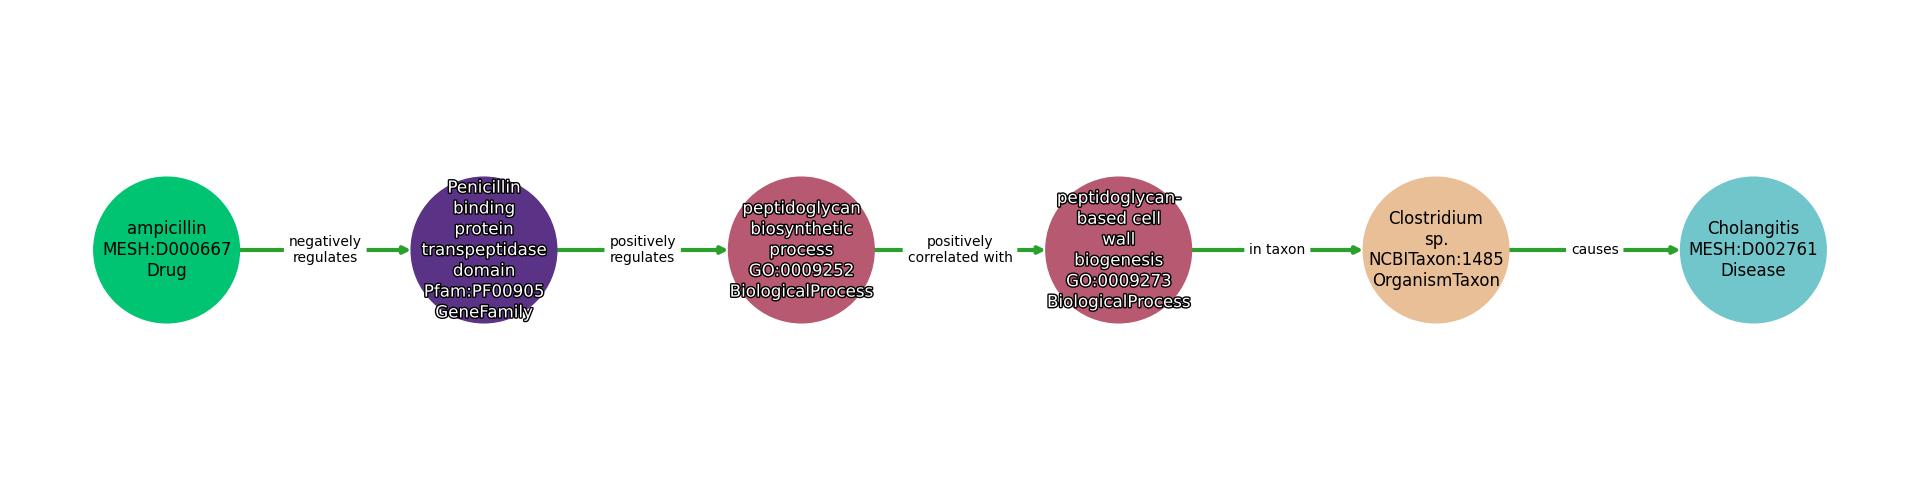 ampicillin
MESH:D000667
Drug
negatively
regulates
Penicillin
binding
protein
transpeptidase
domain
Pfam:PF00905
GeneFamily
positively
regulates
peptidoglycan
biosynthetic
process
GO:0009252
BiologicalProcess
positively
correlated with
peptidoglycan-
based cell
wall
biogenesis
GO:0009273
BiologicalProcess
in taxon
Clostridium
sp.
NCBITaxon:1485
OrganismTaxon
causes
Cholangitis
MESH:D002761
Disease